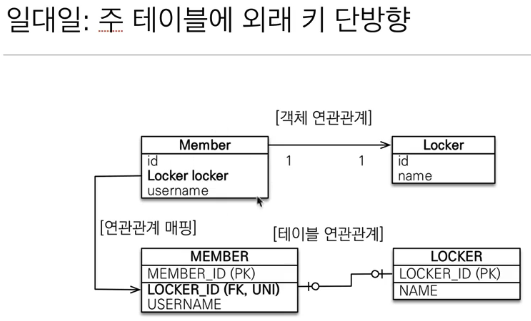 일대일: 주 테이블에 외래 키 단방향
[객체 연관관계]
Member
id
Locker locker
username
1 1
Locker
id
name
[연관관계 매핑]
[테이블 연관관계]
MEMBER
MEMBER_ID (PK)
LOCKER_ID (FK, UNI)
USERNAME
LOCKER
LOCKER_ID (PK)
NAME